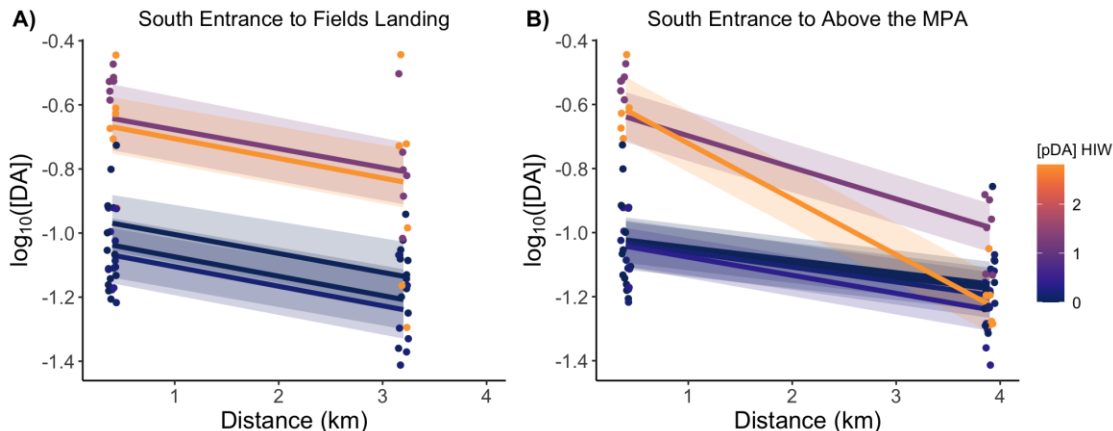 A) South Entrance to Fields Landing
-0.4
-0.6
-0.8
-1.0
-1.2
-1.4
log10([DA])
1 2 3 4
Distance (km)
B) South Entrance to Above the MPA
-0.4
-0.6
-0.8
-1.0
-1.2
-1.4
log10([DA])
1 2 3 4
Distance (km)
[pDA] HIW
2
1
0